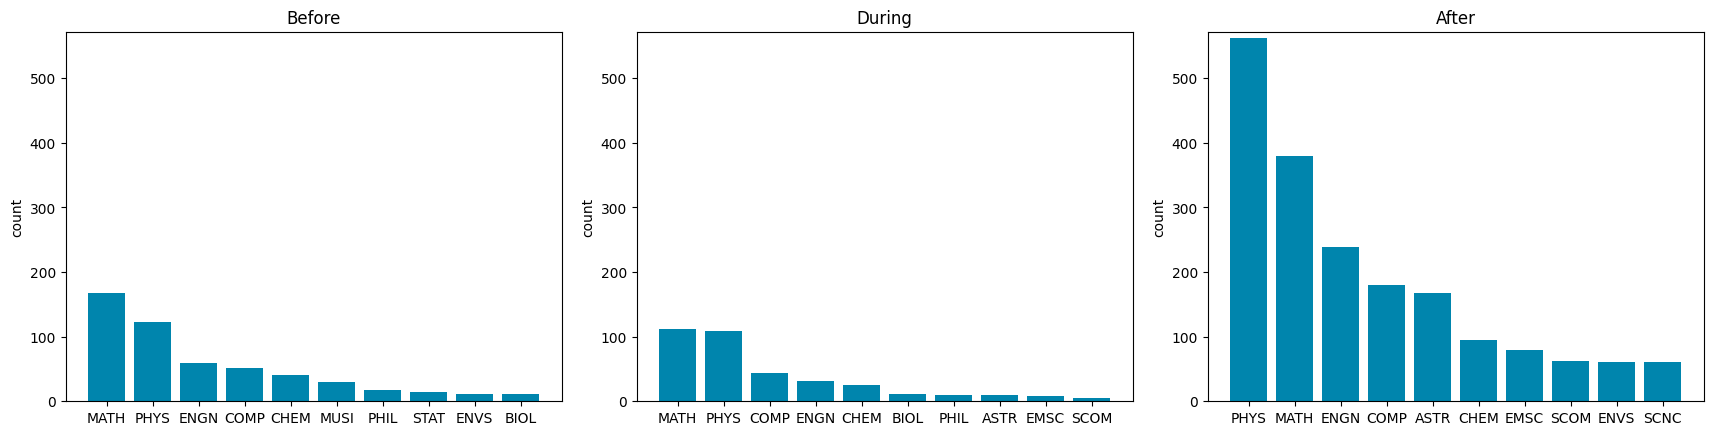 Before
During
After
count
500
400
300
200
100
0
MATH PHYS ENGN COMP CHEM MUSI PHIL STAT ENVS BIOL
count
500
400
300
200
100
0
MATH PHYS COMP ENGN CHEM BIOL PHIL ASTR EMSC SCOM
count
500
400
300
200
100
0
PHYS MATH ENGN COMP ASTR CHEM EMSC SCOM ENVS SCNC